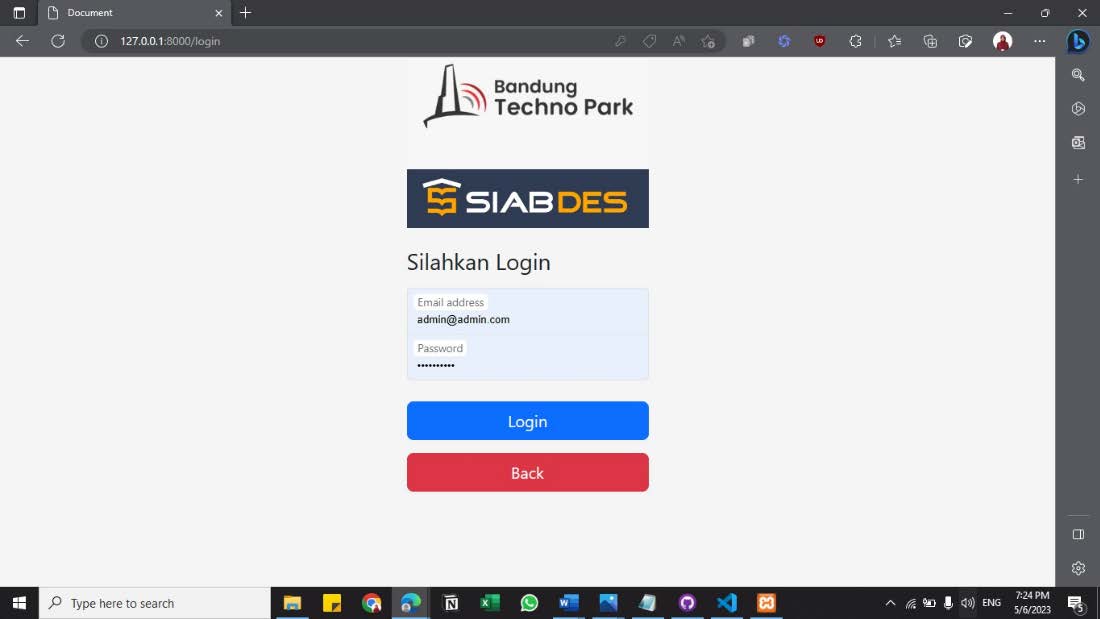 Document
127.0.0.1:8000/login
Bandung
Techno Park
SIABDES
Silahkan Login
Email address
admin@admin.com
Password
••••••••••
Login
Back
Type here to search
ENG
7:24 PM
5/6/2023
5